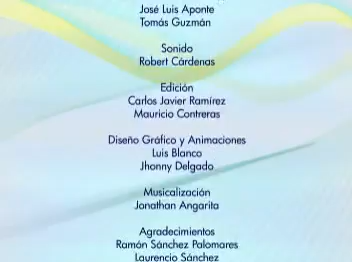 José Luis Aponte
Tomás Guzmán
Sonido
Robert Cárdenas
Edición
Carlos Javier Ramírez
Mauricio Contreras
Diseño Gráfico y Animaciones
Luis Blanco
Jhonny Delgado
Musicalización
Jonathan Angarita
Agradecimientos
Ramón Sánchez Palomares
Laurencio Sánchez